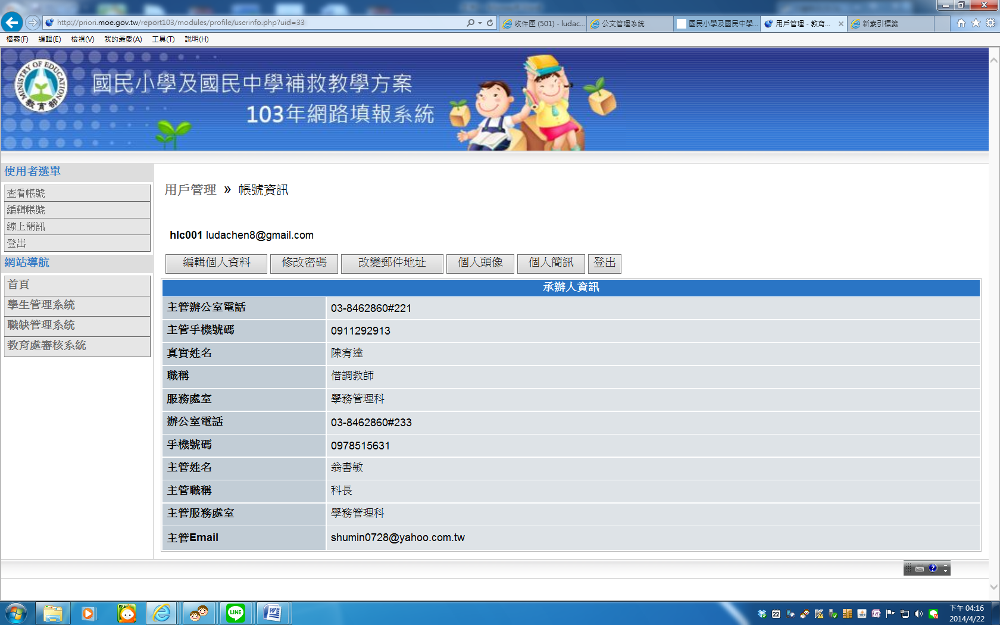 http://priori.moe.gov.tw/report103/modules/profile/userinfo.php?uid=33
收件匣 (501) - ludac...
公文管理系統
國民小學及國民中學...
用戶管理 - 教育...
新索引標籤
檔案(F) 編輯(E) 檢視(V) 我的最愛(A) 工具(T) 說明(H)
MINISTRY OF EDUCATION
教育部
國民小學及國民中學補救教學方案
103年網路填報系統
使用者選單
查看帳號
編輯帳號
線上簡訊
登出
網站導航
首頁
學生管理系統
職缺管理系統
教育處審核系統
用戶管理 » 帳號資訊
hlc001 ludachen8@gmail.com
編輯個人資料 修改密碼 改變郵件地址 個人頭像 個人簡訊 登出
承辦人資訊
主管辦公室電話 03-8462860#221
主管手機號碼 0911292913
真實姓名 陳宥達
職稱 借調教師
服務處室 學務管理科
辦公室電話 03-8462860#233
手機號碼 0978515631
主管姓名 翁書敏
主管職稱 科長
主管服務處室 學務管理科
主管Email shumin0728@yahoo.com.tw
PPS
LINE
22
下午 04:16
2014/4/22